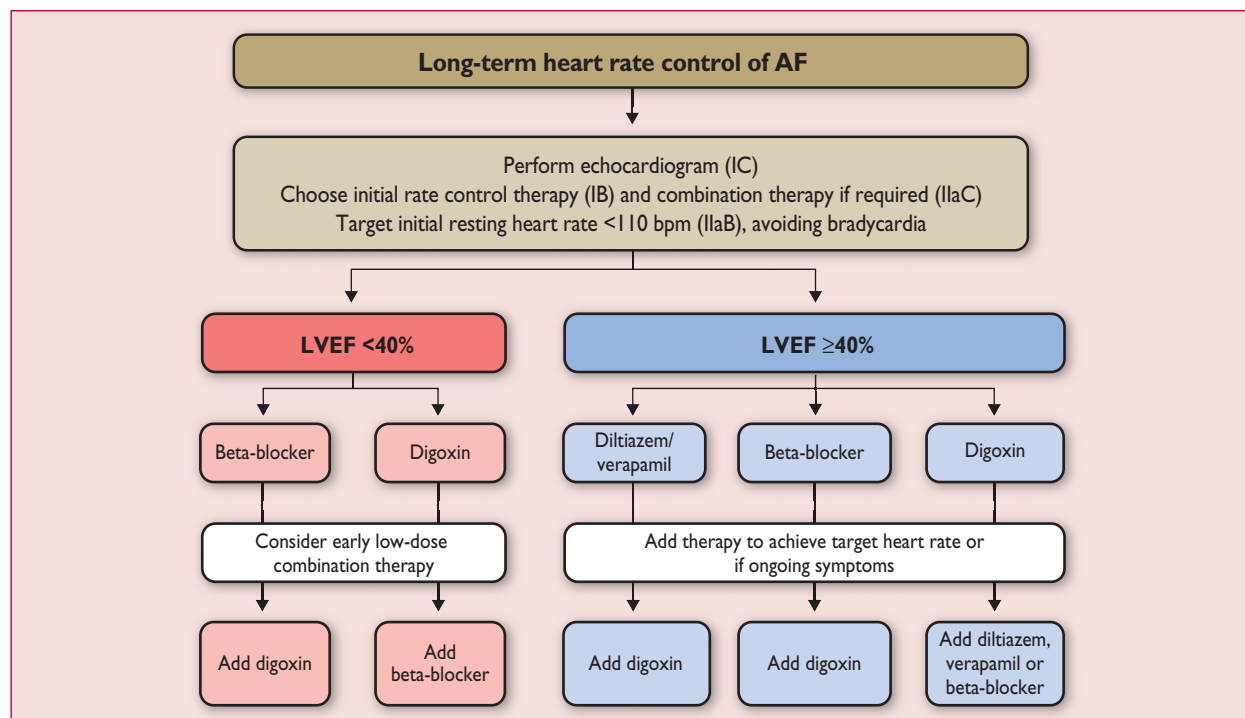 Long-term heart rate control of AF
Perform echocardiogram (IC)
Choose initial rate control therapy (IB) and combination therapy if required (IIaC)
Target initial resting heart rate <110 bpm (IIaB), avoiding bradycardia
LVEF <40%
LVEF ≥40%
Beta-blocker
Digoxin
Diltiazem/
verapamil
Beta-blocker
Digoxin
Consider early low-dose
combination therapy
Add therapy to achieve target heart rate or
if ongoing symptoms
Add digoxin
Add
beta-blocker
Add digoxin
Add digoxin
Add diltiazem,
verapamil or
beta-blocker